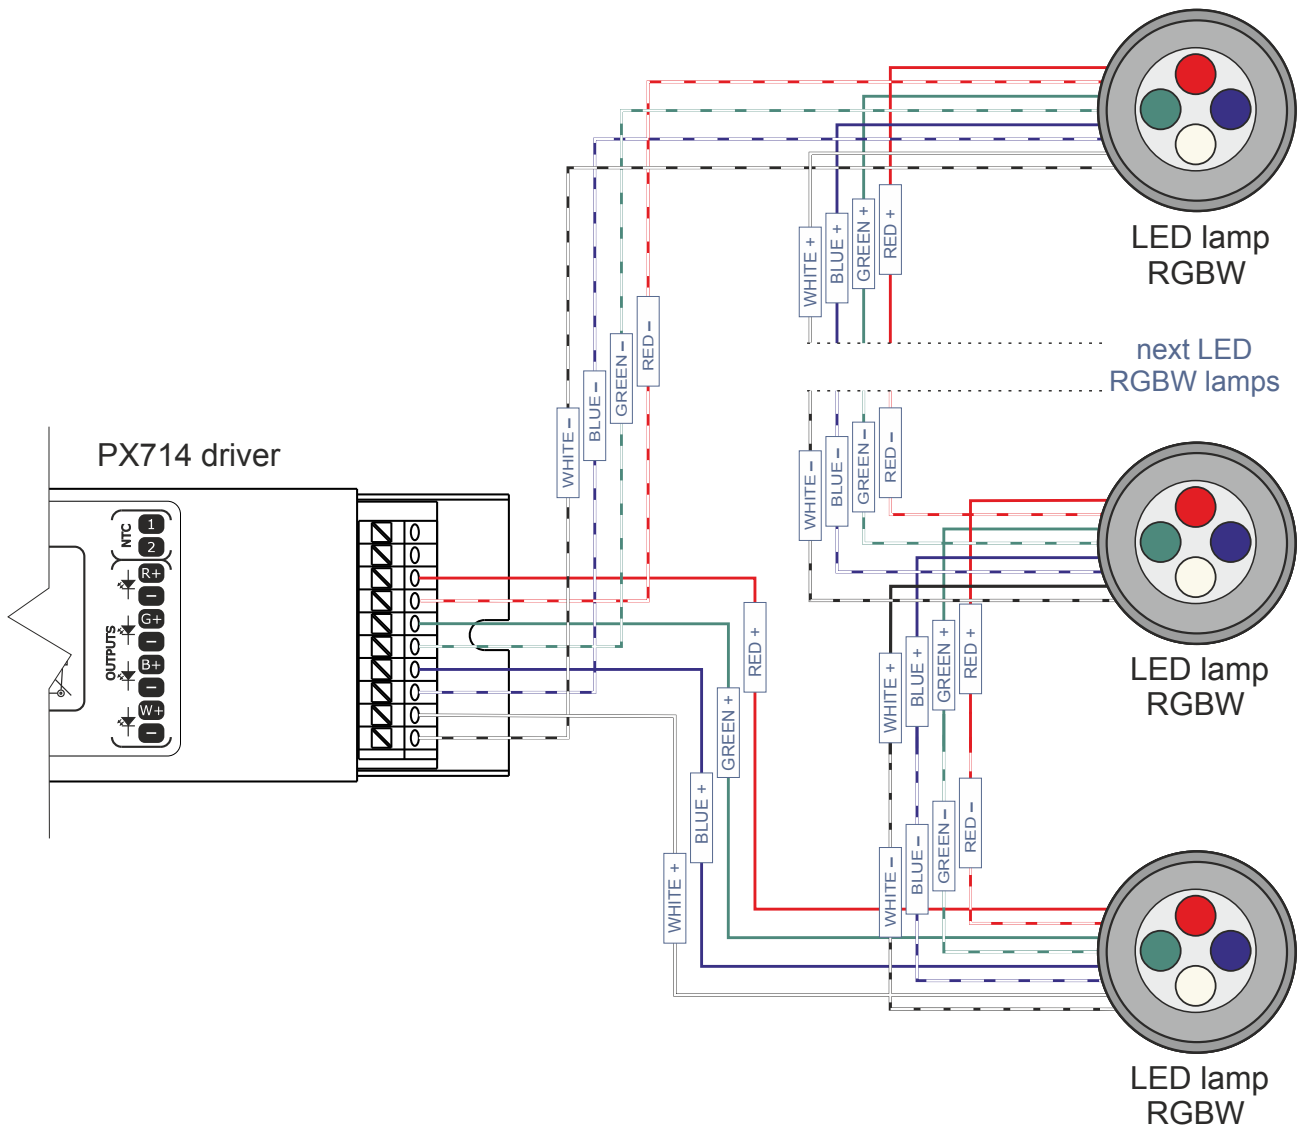 LED lamp
RGBW
WHITE +
BLUE +
GREEN +
RED +
next LED
RGBW lamps
WHITE –
BLUE –
GREEN –
RED –
PX714 driver
NTC
1
2
OUTPUTS
R+
–
G+
–
B+
–
W+
–
WHITE –
BLUE –
GREEN –
RED –
LED lamp
RGBW
WHITE +
BLUE +
GREEN +
RED +
RED +
GREEN +
BLUE +
WHITE +
WHITE –
BLUE –
GREEN –
RED –
LED lamp
RGBW